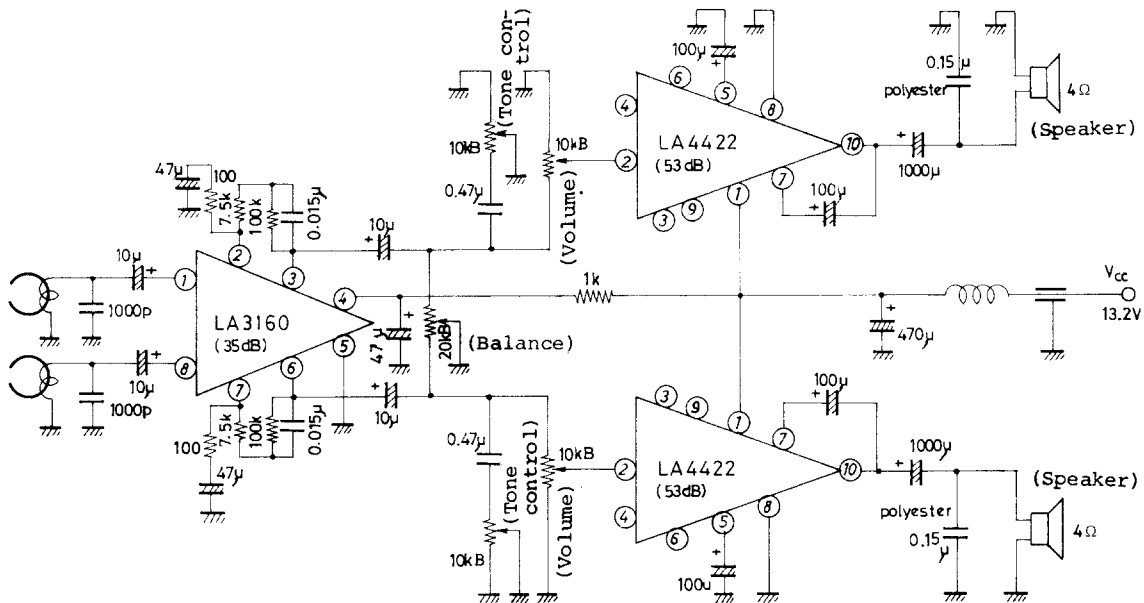 (Tone con-
trol)
100μ
+
6
5
8
4
2
LA4422
(53dB)
10
3
9
1
7
100μ
+
+
1000μ
0.15μ
polyester
4Ω
(Speaker)
10kB
10kB
(Volume)
0.47μ
47μ
+
100
7.5k
100k
0.015μ
10μ
+
10μ
+
1
2
3
4
LA3160
(35dB)
5
6
7
8
1000p
1000p
10μ
+
1k
+
47μ
20kB
(Balance)
+
470μ
Vcc
13.2V
100
7.5k
100k
0.015μ
47μ
+
+
10μ
0.47μ
(Tone
control)
10kB
10kB
(Volume)
3
9
1
7
2
LA4422
(53dB)
10
4
6
5
8
100μ
+
+
1000μ
+
100u
polyester
0.15
μ
4Ω
(Speaker)